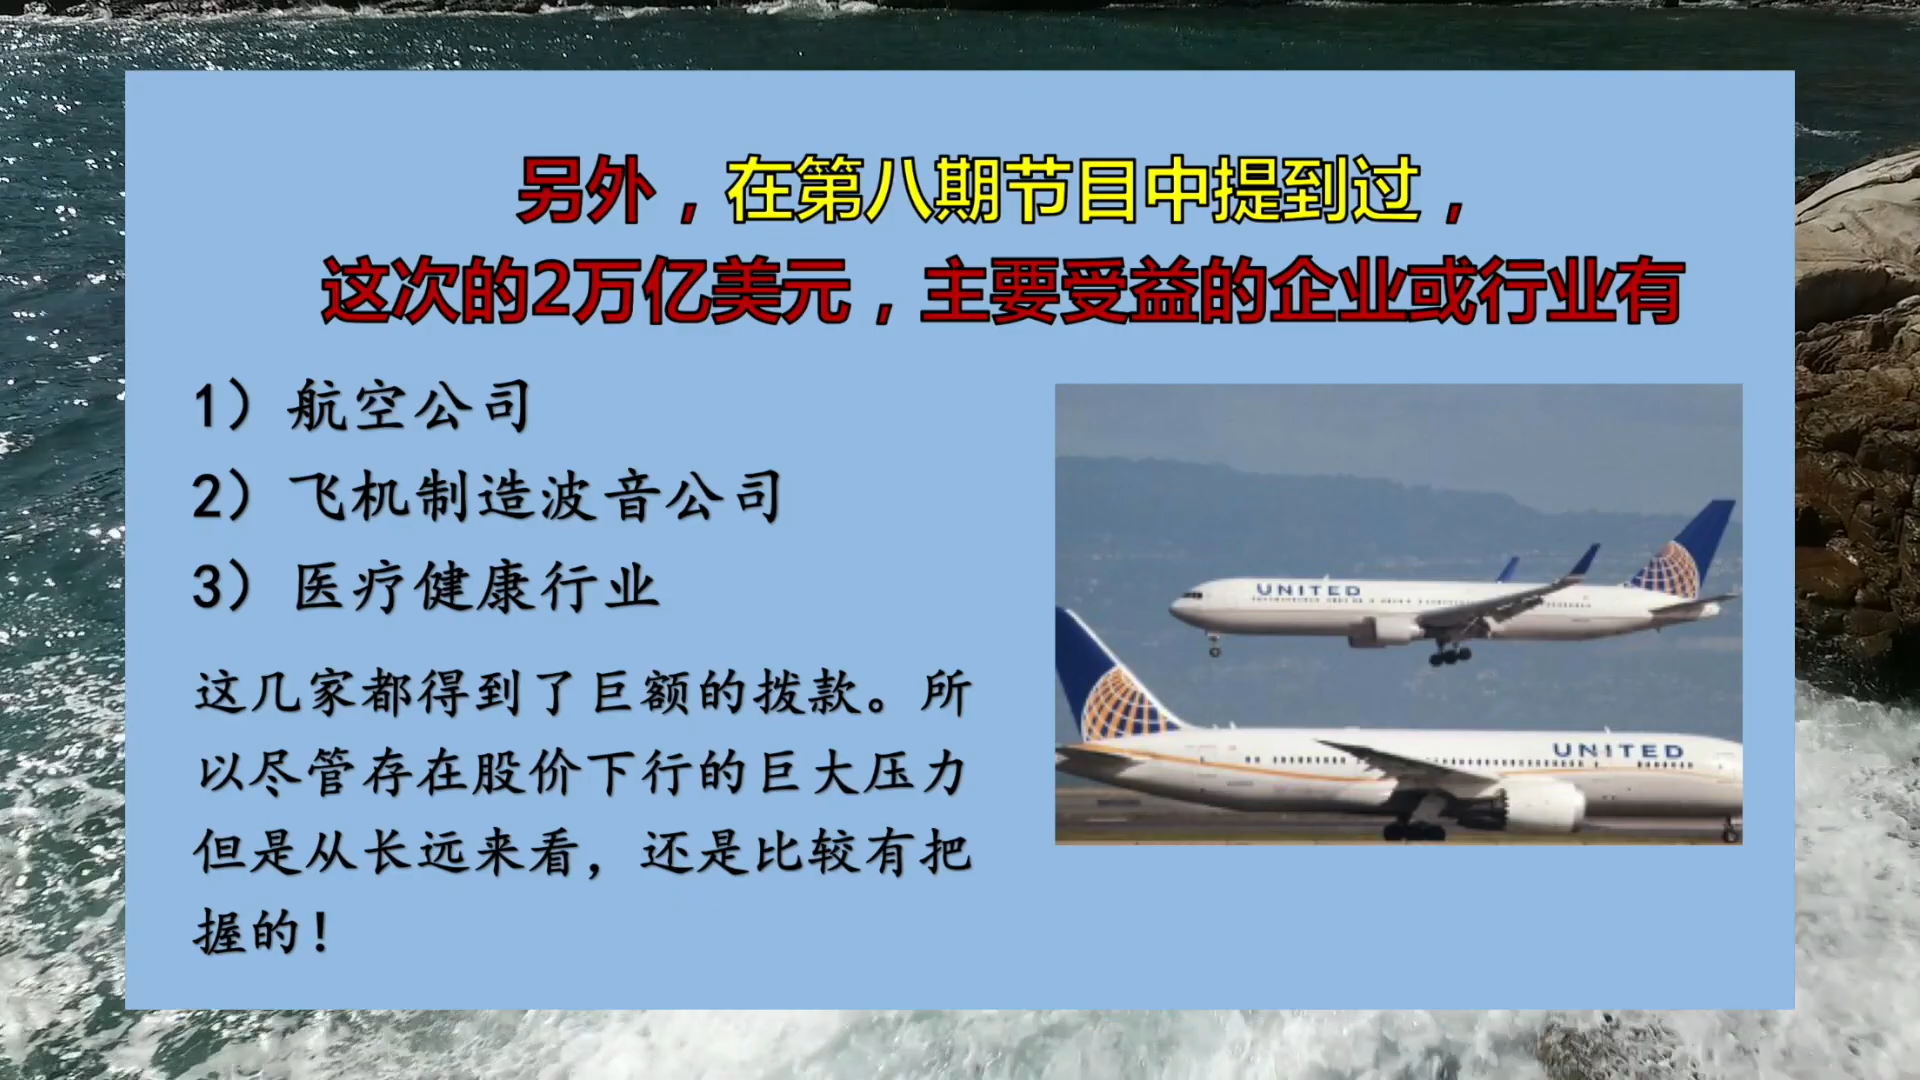 另外，在第八期节目中提到过，
这次的2万亿美元，主要受益的企业或行业有
1）航空公司
2）飞机制造波音公司
3）医疗健康行业
这几家都得到了巨额的拨款。所
以尽管存在股价下行的巨大压力
但是从长远来看，还是比较有把
握的！
UNITED
UNITED